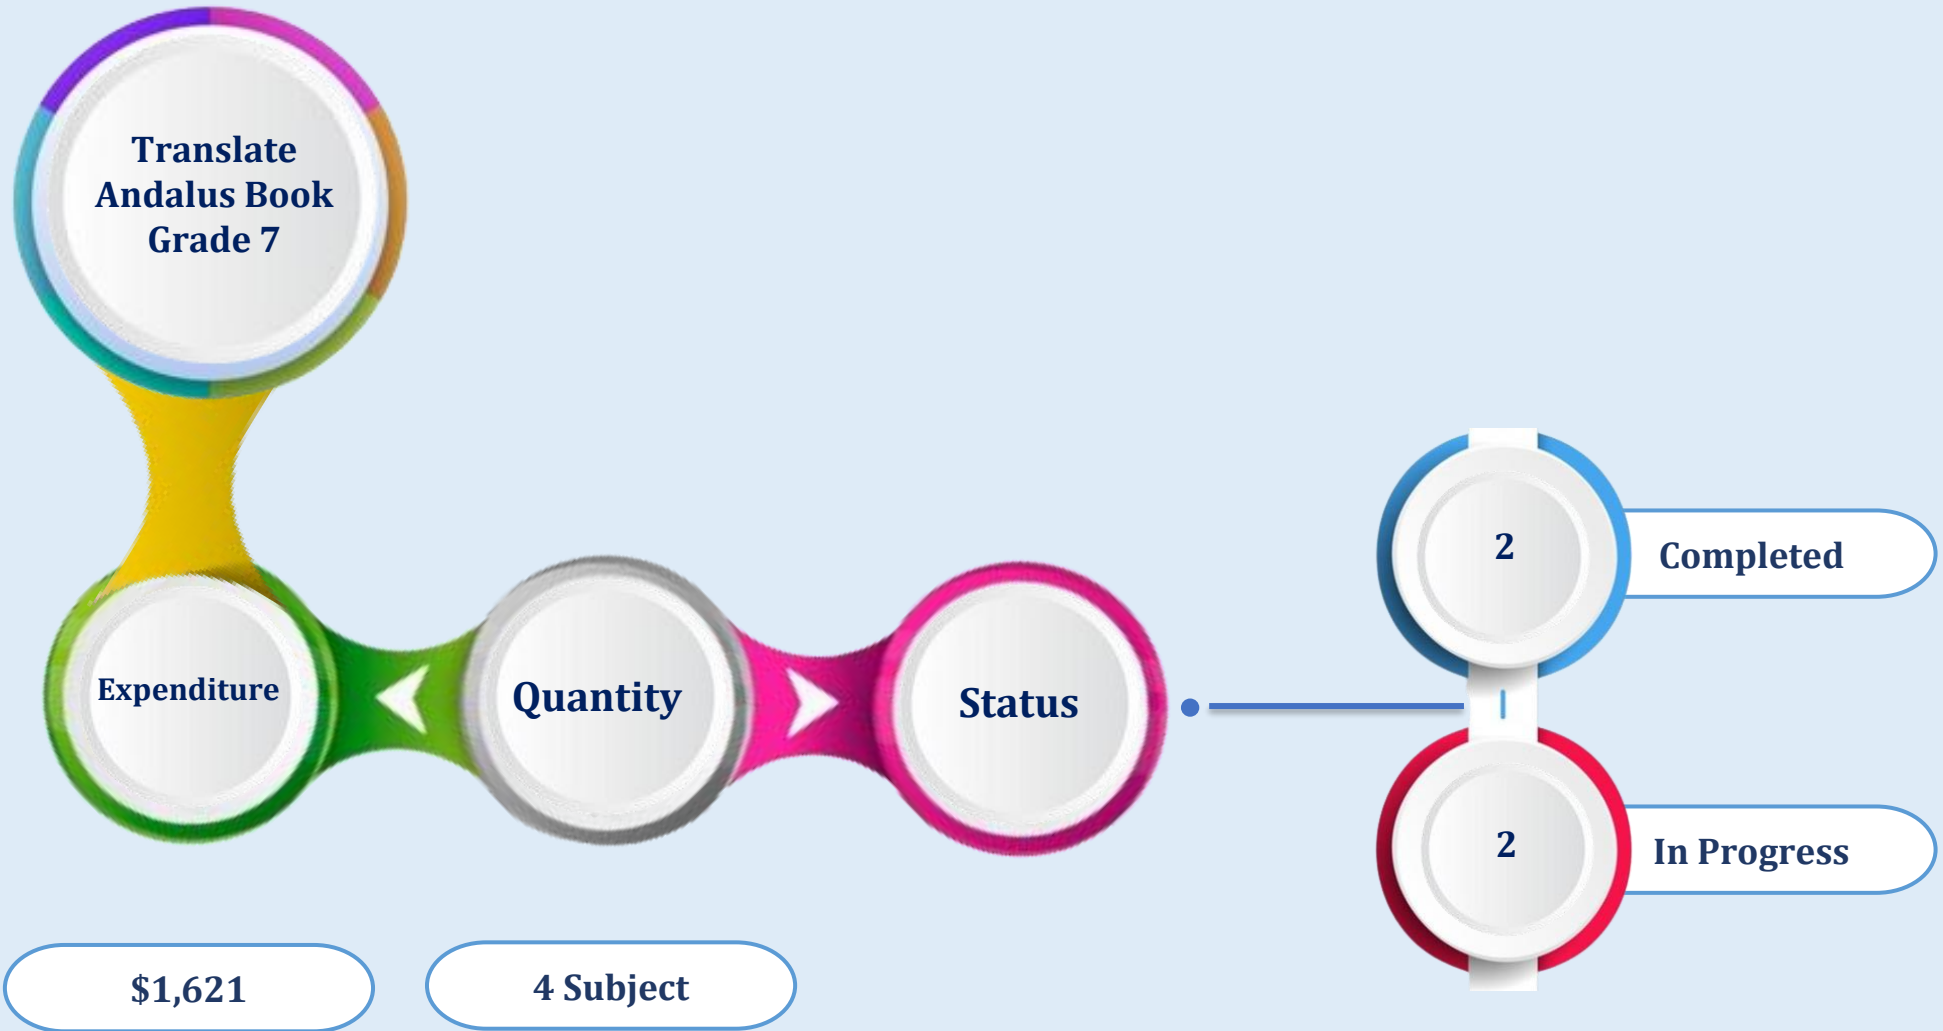 Translate
Andalus Book
Grade 7
Expenditure
Quantity
Status
2
Completed
2
In Progress
$1,621
4 Subject